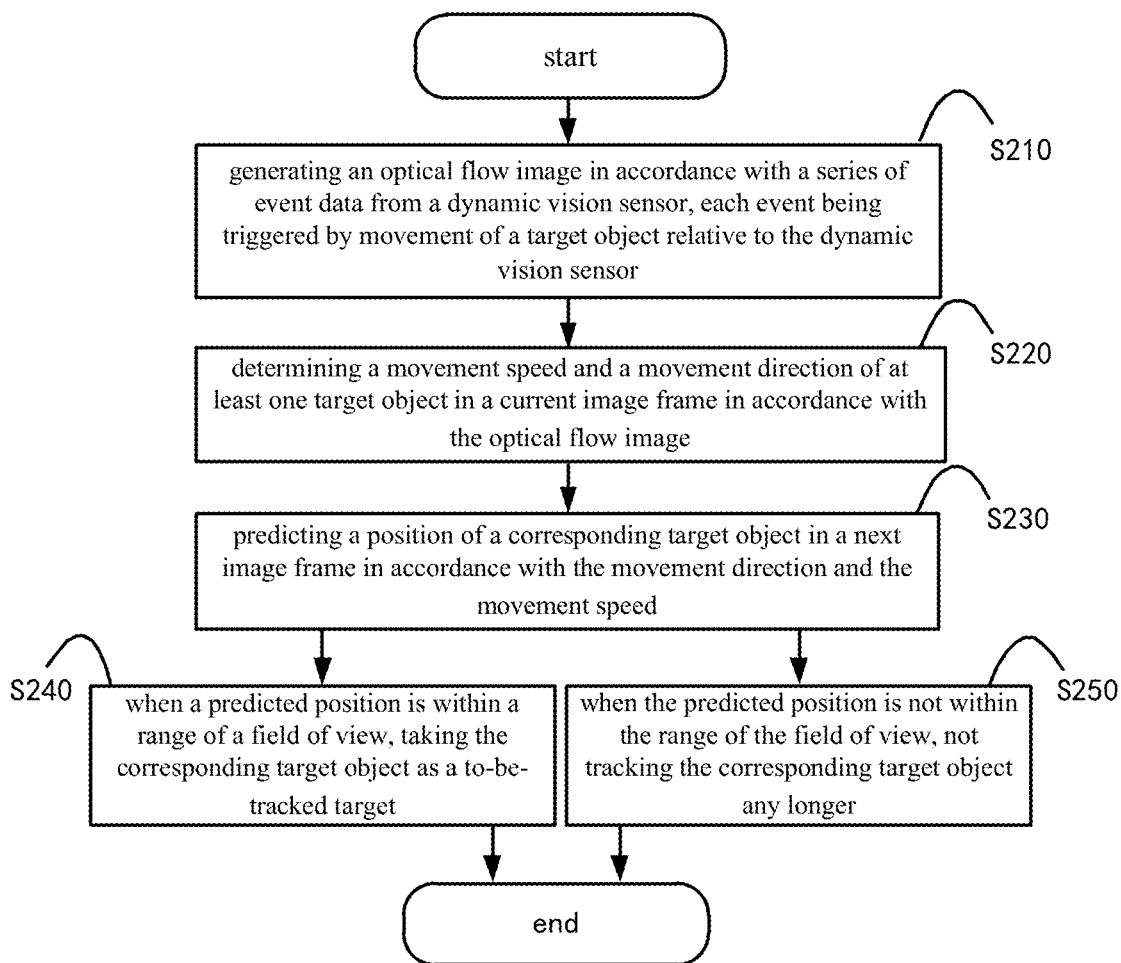 start
S210
generating an optical flow image in accordance with a series of
event data from a dynamic vision sensor, each event being
triggered by movement of a target object relative to the dynamic
vision sensor
S220
determining a movement speed and a movement direction of at
least one target object in a current image frame in accordance with
the optical flow image
S230
predicting a position of a corresponding target object in a next
image frame in accordance with the movement direction and the
movement speed
S240
when a predicted position is within a
range of a field of view, taking the
corresponding target object as a to-be-
tracked target
S250
when the predicted position is not within
the range of the field of view, not
tracking the corresponding target object
any longer
end